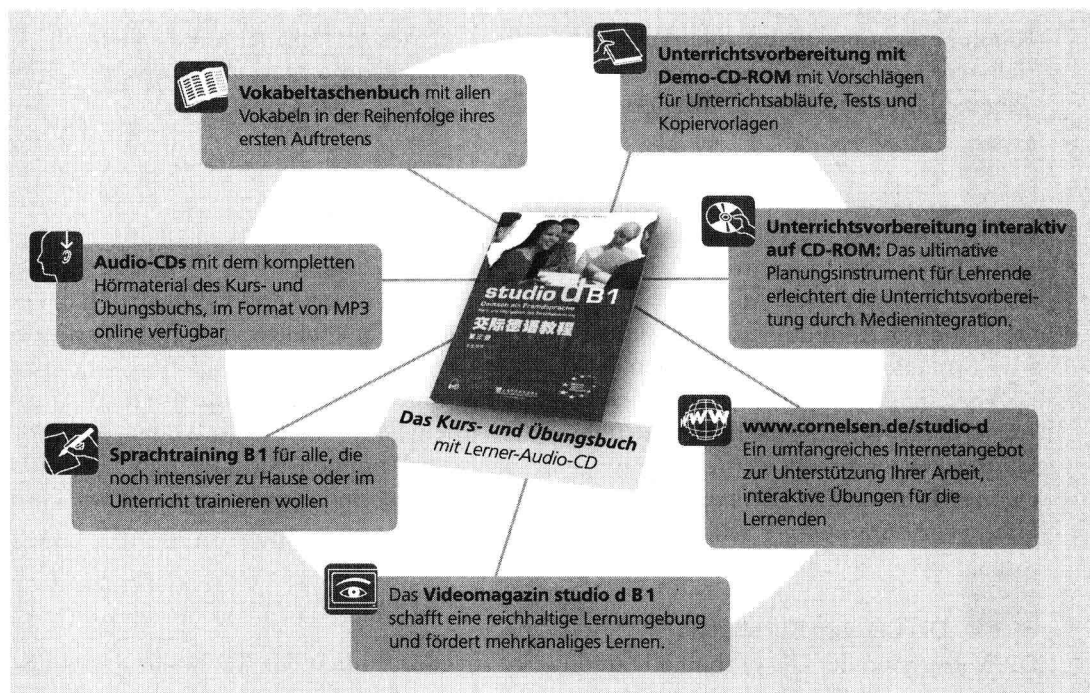 Unterrichtsvorbereitung mit
Demo-CD-ROM mit Vorschlägen
für Unterrichtsabläufe, Tests und
Kopiervorlagen
Vokabeltaschenbuch mit allen
Vokabeln in der Reihenfolge ihres
ersten Auftretens
Unterrichtsvorbereitung interaktiv
auf CD-ROM: Das ultimative
Planungsinstrument für Lehrende
erleichtert die Unterrichtsvorberei-
tung durch Medienintegration.
Audio-CDs mit dem kompletten
Hörmaterial des Kurs- und
Übungsbuchs, im Format von MP3
online verfügbar
studio d B1
Deutsch als Fremdsprache
交际德语教程
Das Kurs- und Übungsbuch
mit Lerner-Audio-CD
WWW
www.cornelsen.de/studio-d
Ein umfangreiches Internetangebot
zur Unterstützung Ihrer Arbeit,
interaktive Übungen für die
Lernenden
Sprachtraining B1 für alle, die
noch intensiver zu Hause oder im
Unterricht trainieren wollen
Das Videomagazin studio d B1
schafft eine reichhaltige Lernumgebung
und fördert mehrkanaliges Lernen.